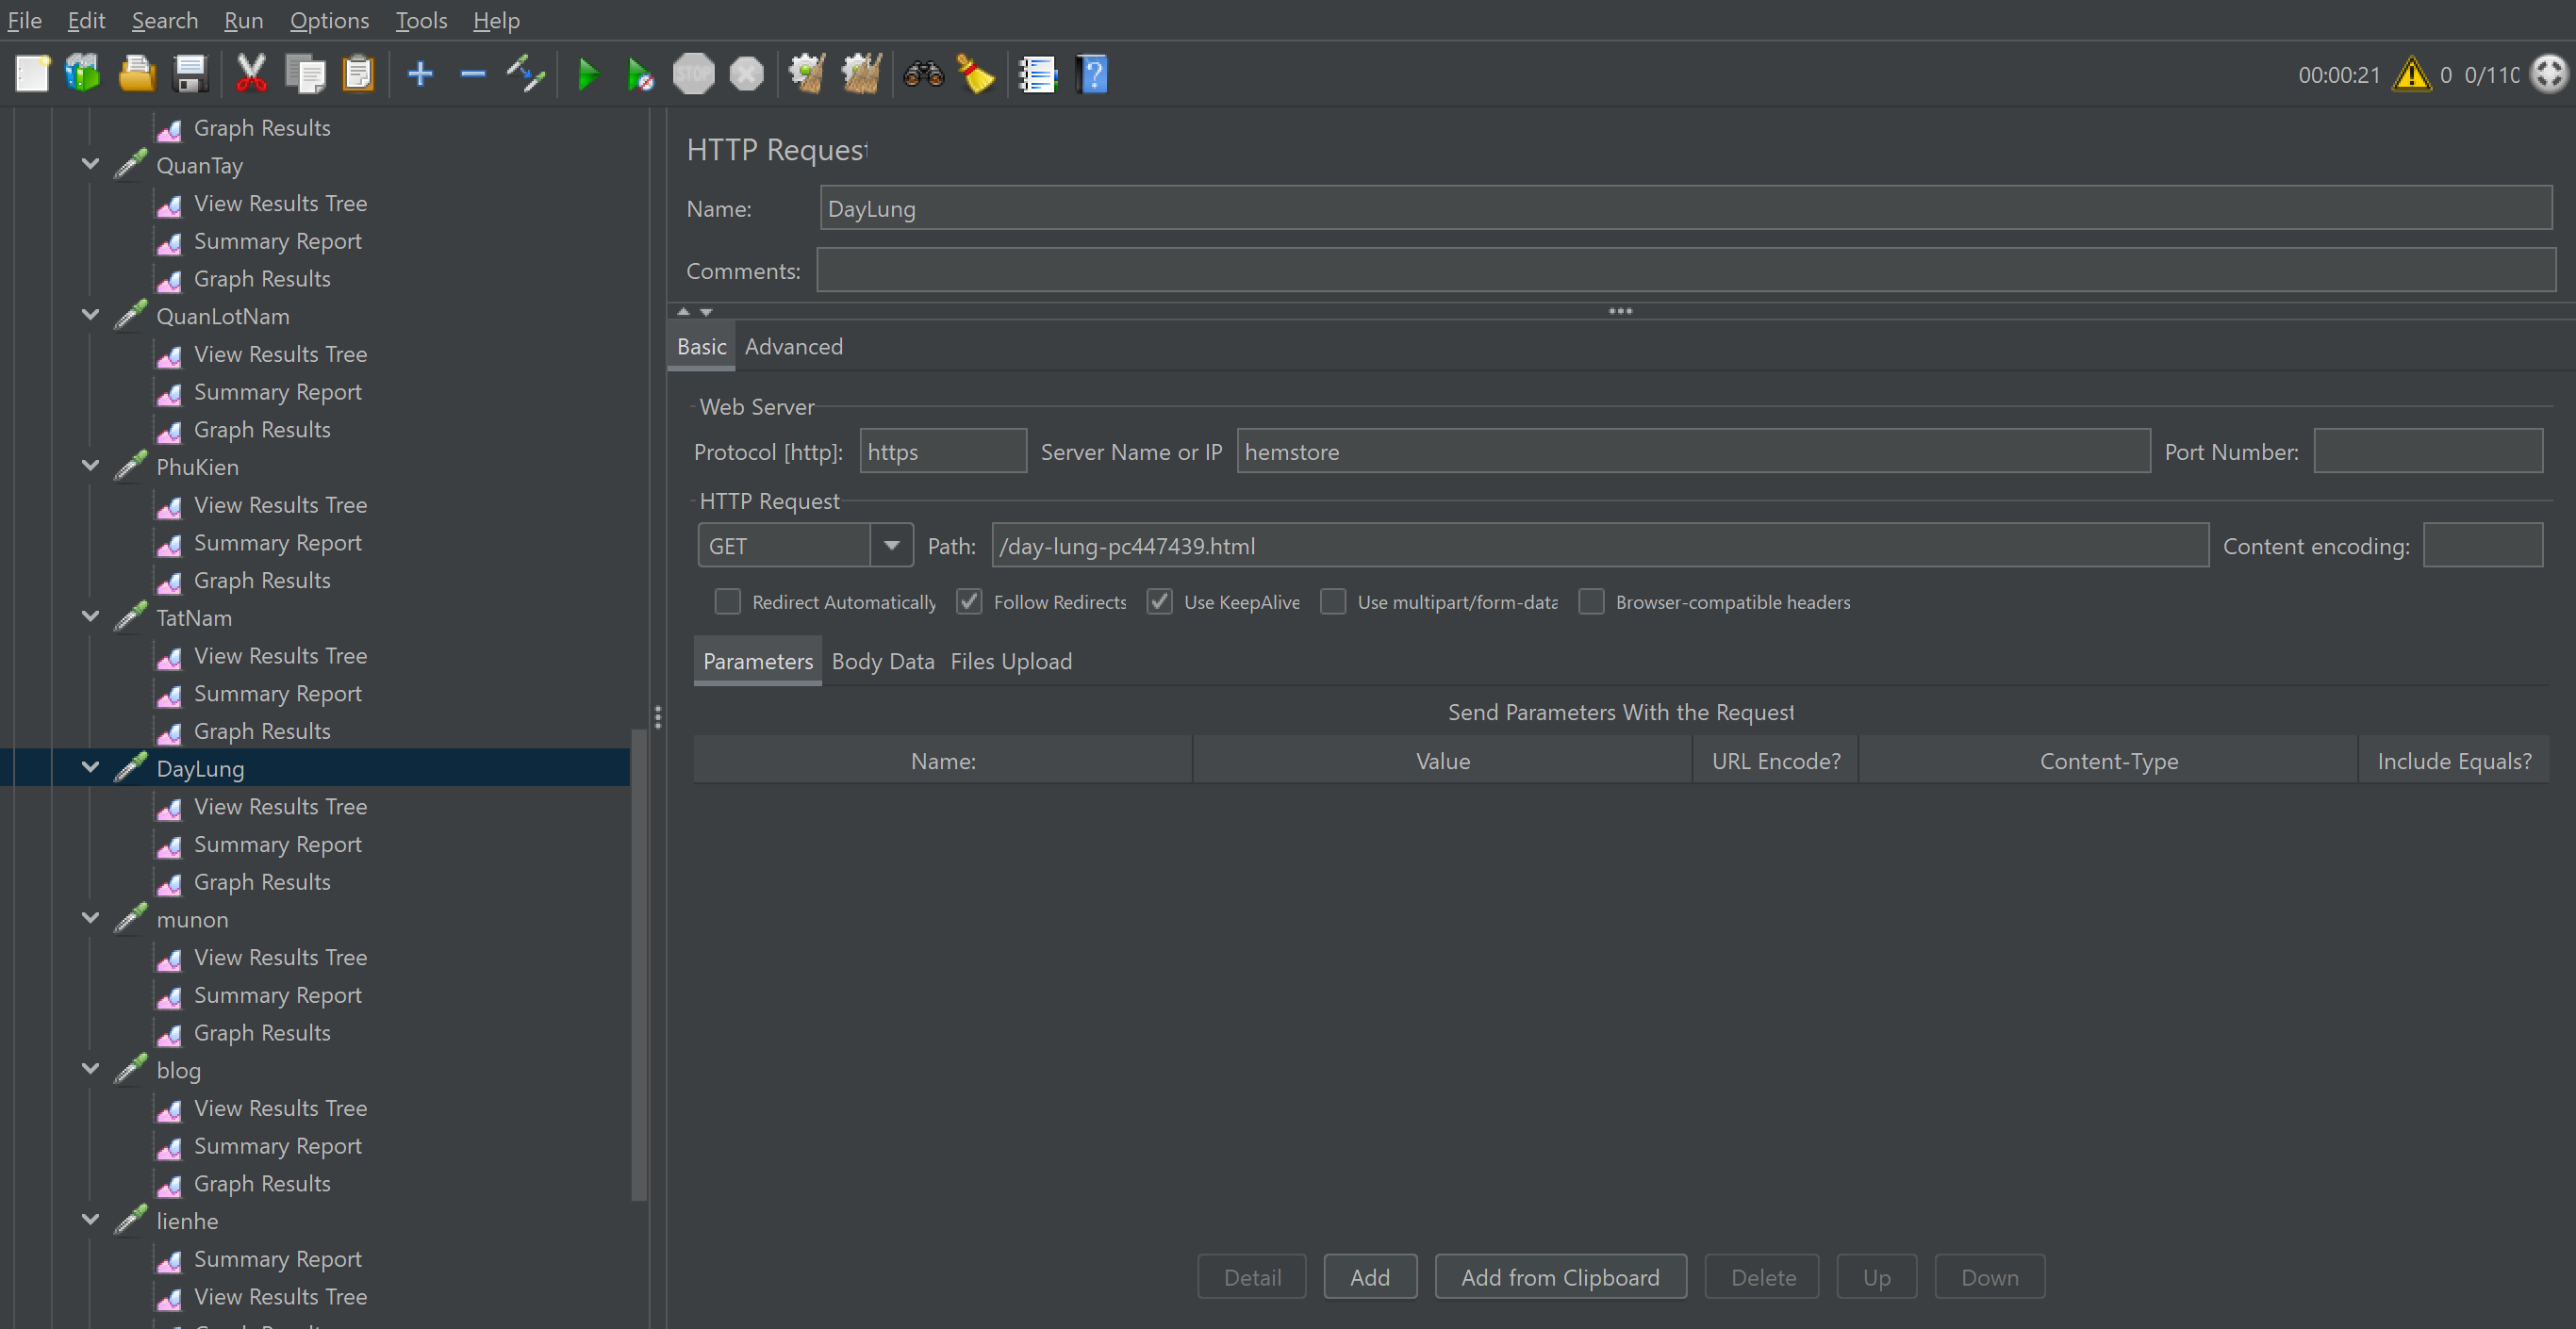 File Edit Search Run Options Tools Help
STOP
00:00:21 0 0/110
Graph Results
QuanTay
View Results Tree
Summary Report
Graph Results
QuanLotNam
View Results Tree
Summary Report
Graph Results
PhuKien
View Results Tree
Summary Report
Graph Results
TatNam
View Results Tree
Summary Report
Graph Results
DayLung
View Results Tree
Summary Report
Graph Results
munon
View Results Tree
Summary Report
Graph Results
blog
View Results Tree
Summary Report
Graph Results
lienhe
Summary Report
View Results Tree
HTTP Request
Name: DayLung
Comments:
Basic Advanced
Web Server
Protocol [http]: https Server Name or IP hemstore Port Number:
HTTP Request
GET Path: /day-lung-pc447439.html Content encoding:
Redirect Automatically Follow Redirects Use KeepAlive Use multipart/form-data Browser-compatible headers
Parameters Body Data Files Upload
Send Parameters With the Request
Name: Value URL Encode? Content-Type Include Equals?
Detail Add Add from Clipboard Delete Up Down